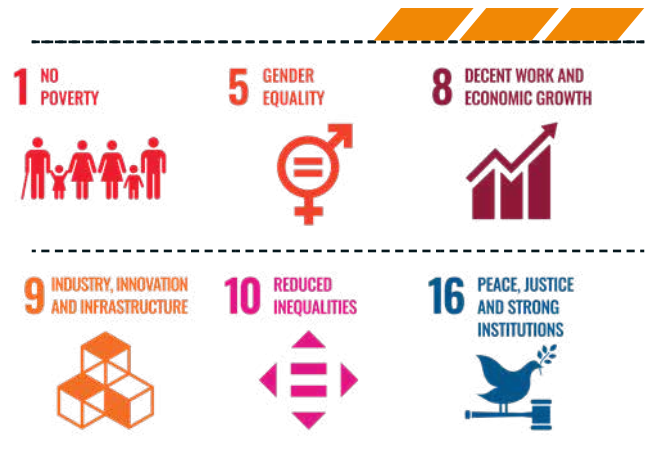 1 NO
POVERTY
5 GENDER
EQUALITY
8 DECENT WORK AND
ECONOMIC GROWTH
9 INDUSTRY, INNOVATION
AND INFRASTRUCTURE
10 REDUCED
INEQUALITIES
16 PEACE, JUSTICE
AND STRONG
INSTITUTIONS